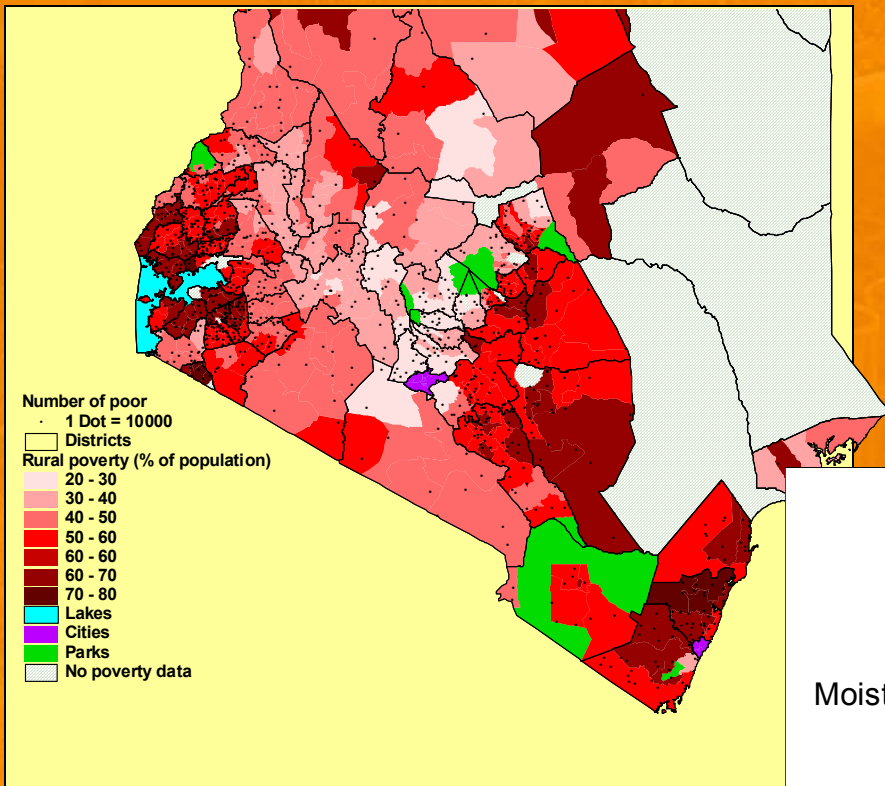 Number of poor
1 Dot = 10000
Districts
Rural poverty (% of population)
20 - 30
30 - 40
40 - 50
50 - 60
60 - 60
60 - 70
70 - 80
Lakes
Cities
Parks
No poverty data
Moist